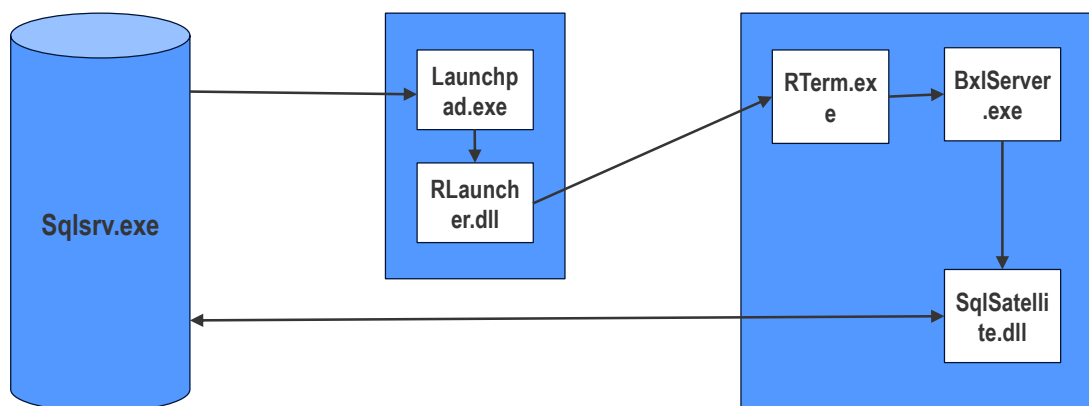 Sqlsrv.exe
Launchp
ad.exe
RLaunch
er.dll
RTerm.ex
e
BxlServer
.exe
SqlSatelli
te.dll